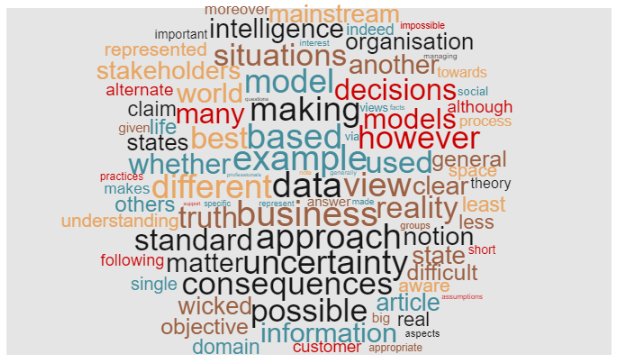 moreover mainstream
important intelligence indeed impossible
represented situations interest organisation
stakeholders another managing towards
alternate world model decisions social
claim many making views facts models although
given life states best based via however process
whether example used general
practices professionals generally space
makes different data view clear theory
others specific represent answer made reality least
understanding truth business groups less
standard approach notion
following matter uncertainty state short
single consequences difficult aware
wicked possible article assumptions
objective information big real aspects
domain customer appropriate